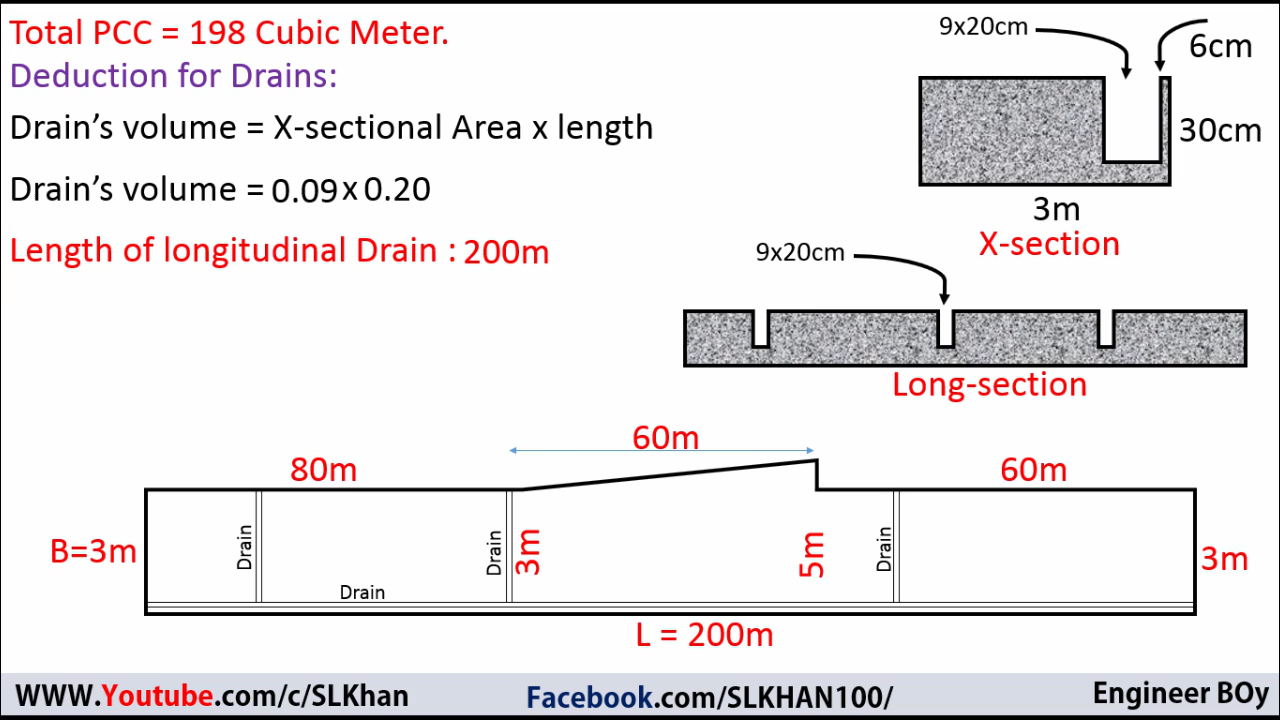 Total PCC = 198 Cubic Meter.
Deduction for Drains:
Drain's volume = X-sectional Area x length
Drain's volume = 0.09 x 0.20
Length of longitudinal Drain : 200m
9x20cm
6cm
30cm
3m
X-section
9x20cm
Long-section
60m
80m
60m
B=3m
Drain
Drain
3m
5m
Drain
3m
Drain
L = 200m
WWW.Youtube.com/c/SLKhan
Facebook.com/SLKHAN100/
Engineer BOy